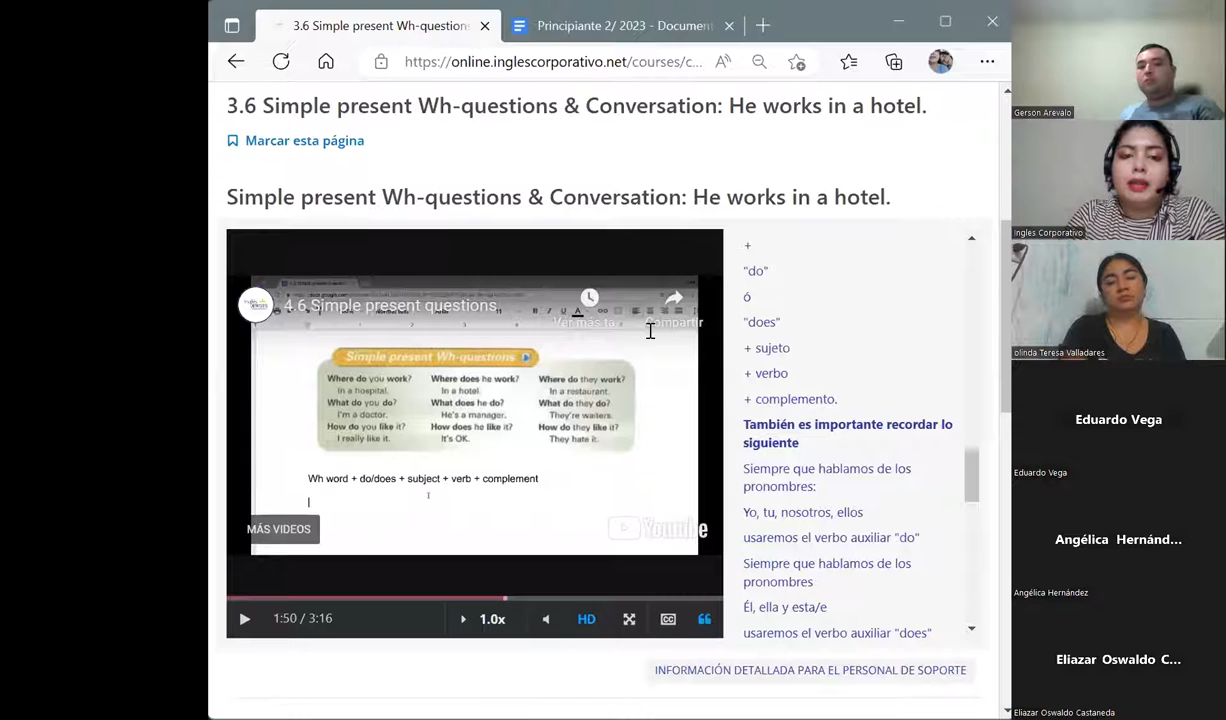 3.6 Simple present Wh-questions
Principiante 2/ 2023 - Document
https://online.inglescorporativo.net/courses/c...
3.6 Simple present Wh-questions & Conversation: He works in a hotel.
Marcar esta página
Simple present Wh-questions & Conversation: He works in a hotel.
4.6 Simple present questions.
Ver más ta...
Compartir
Simple present Wh-questions
Where do you work? Where does he work? Where do they work?
In a hospital. In a hotel. In a restaurant.
What do you do? What does he do? What do they do?
I'm a doctor. He's a manager. They're waiters.
How do you like it? How does he like it? How do they like it?
I really like it. It's OK. They hate it.
Wh word + do/does + subject + verb + complement
MÁS VIDEOS
YouTube
1:50 / 3:16
1.0x
HD
CC
+
"do"
ó
"does"
+ sujeto
+ verbo
+ complemento.
También es importante recordar lo
siguiente
Siempre que hablamos de los
pronombres:
Yo, tu, nosotros, ellos
usaremos el verbo auxiliar "do"
Siempre que hablamos de los
pronombres
Él, ella y esta/e
usaremos el verbo auxiliar "does"
INFORMACIÓN DETALLADA PARA EL PERSONAL DE SOPORTE
Gerson Arevalo
Ingles Corporativo
olinda Teresa Valladares
Eduardo Vega
Eduardo Vega
Angélica Hernánd...
Angélica Hernández
Eliazar Oswaldo C...
Eliazar Oswaldo Castaneda